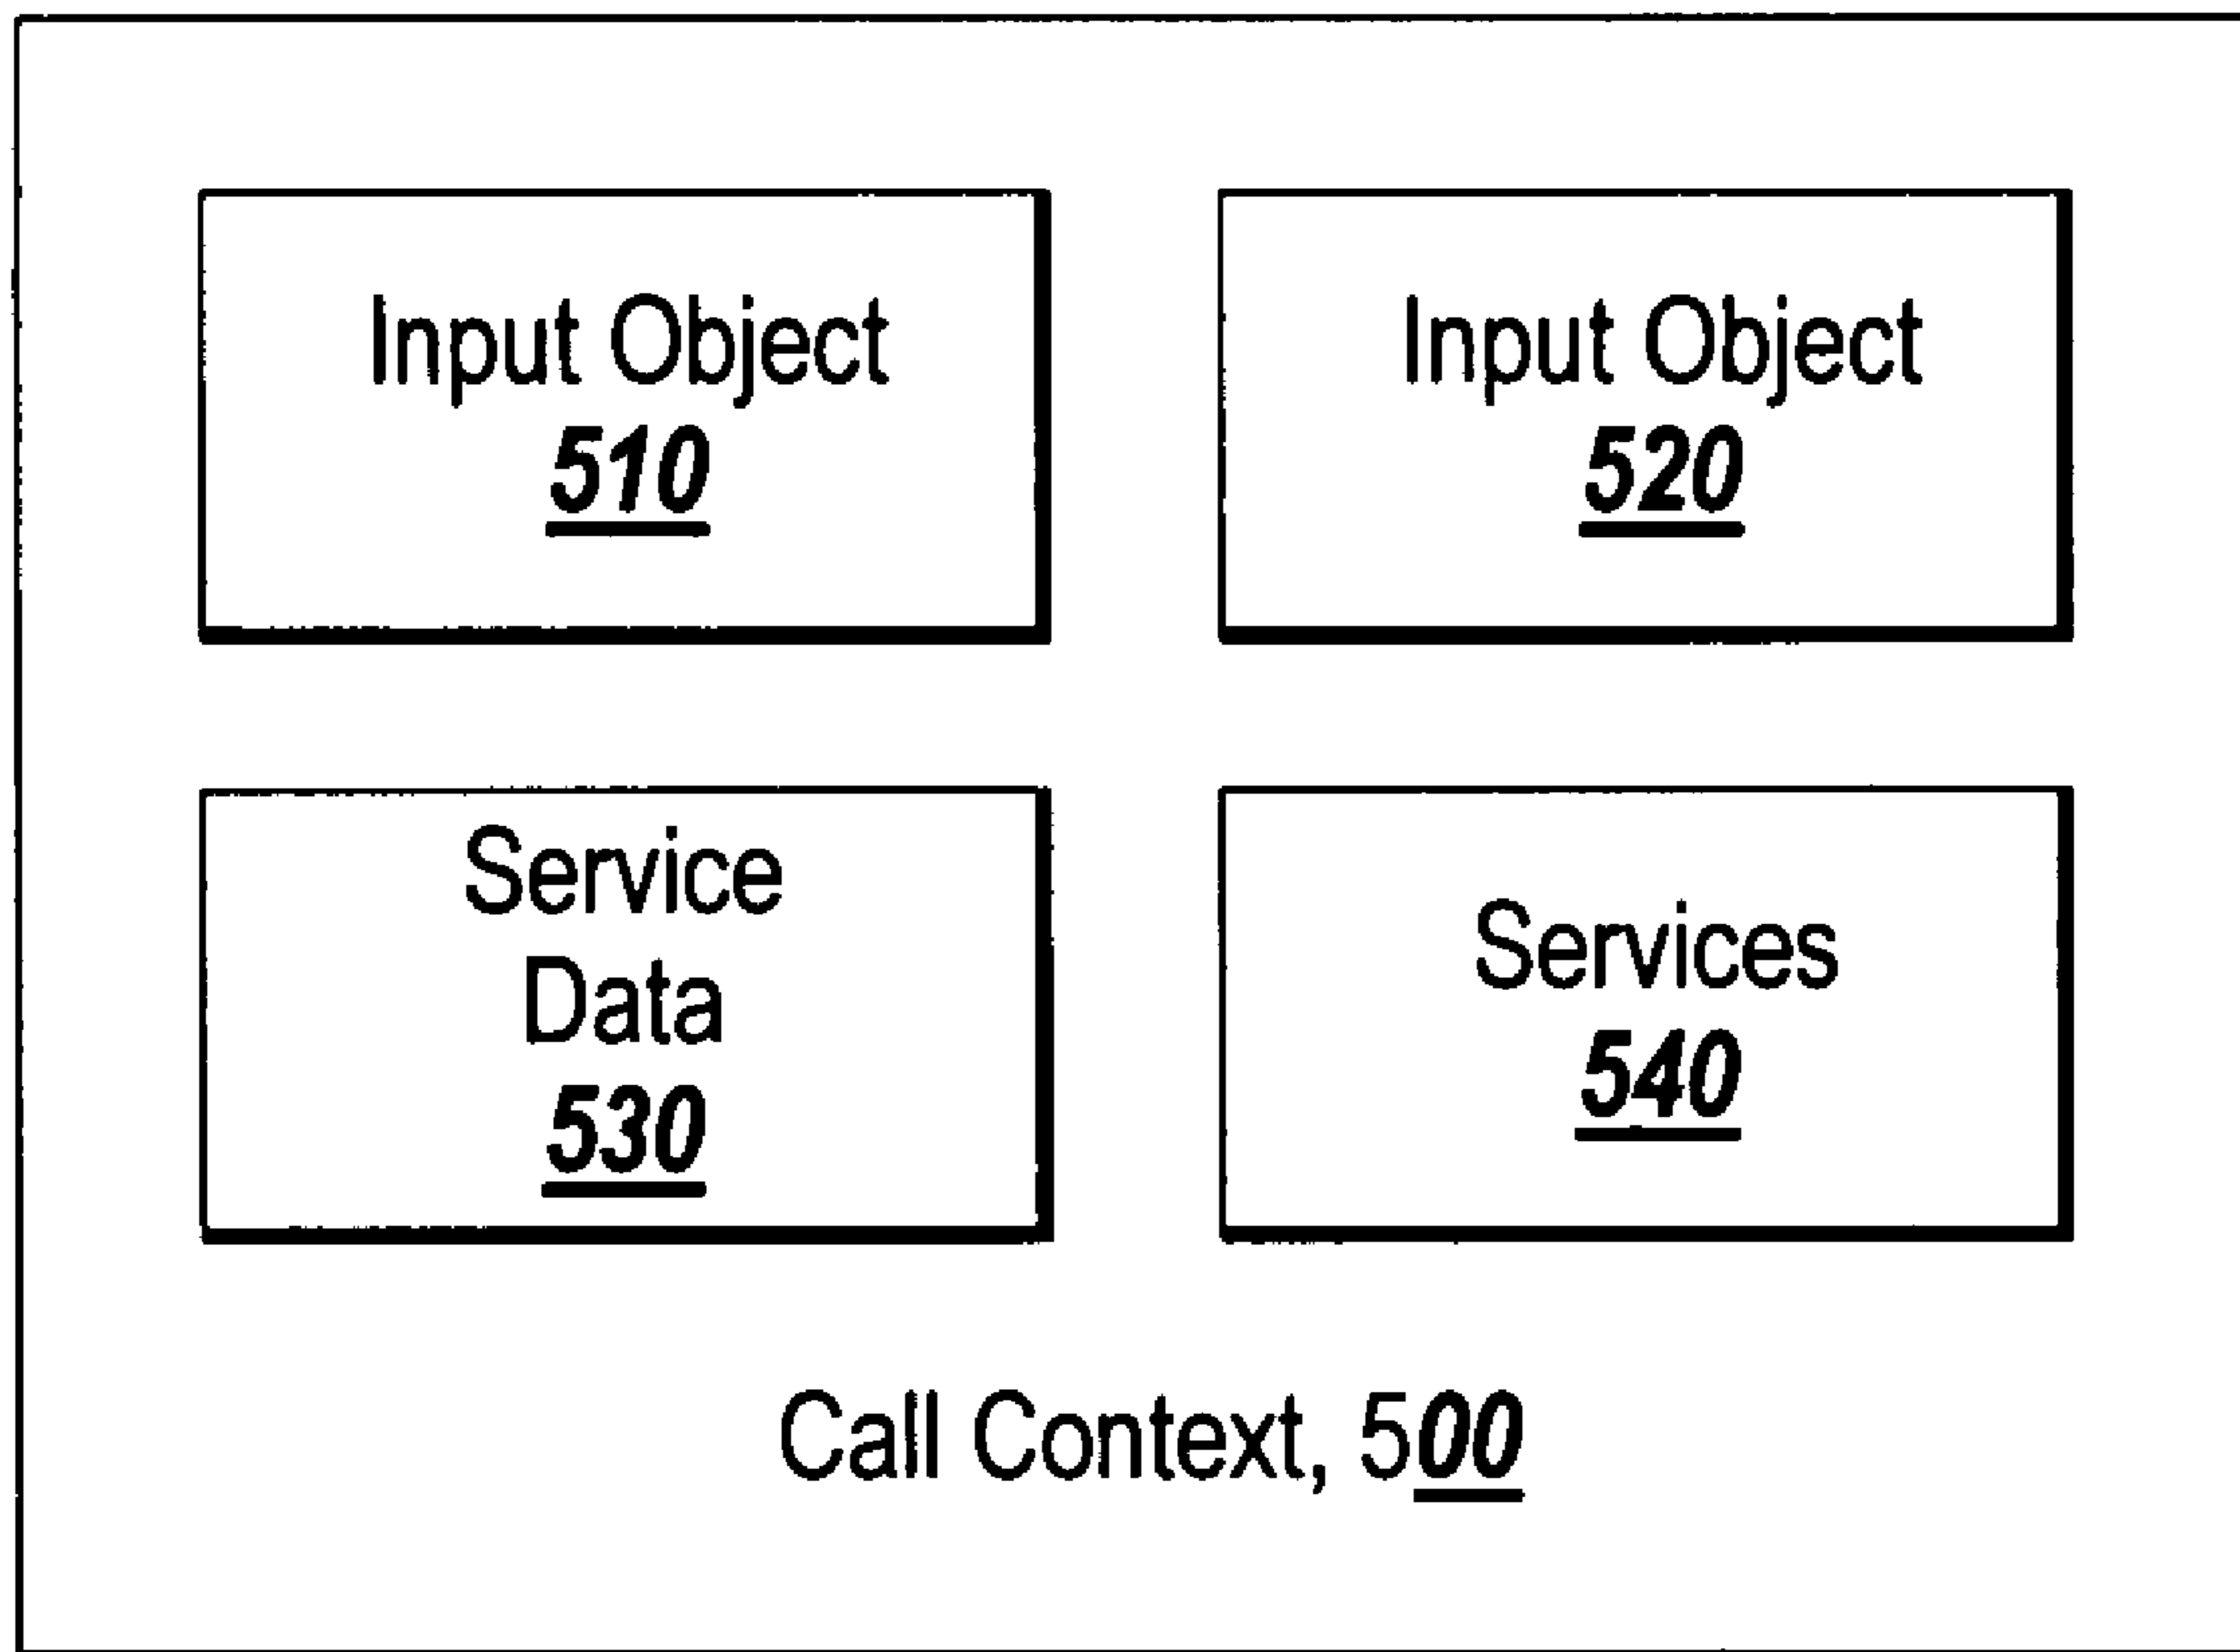 Input Object
510
Input Object
520
Service
Data
530
Services
540
Call Context, 500